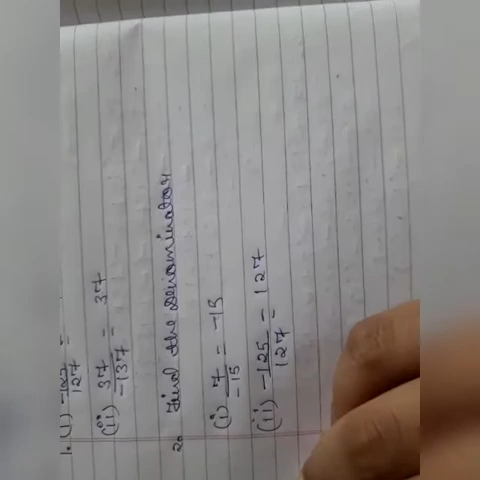 1. (i) -127/127 =
(ii) 37/-137 = 37
2. Find the denominator
(i) 7/-15 = -15
(ii) -125/127 = 127